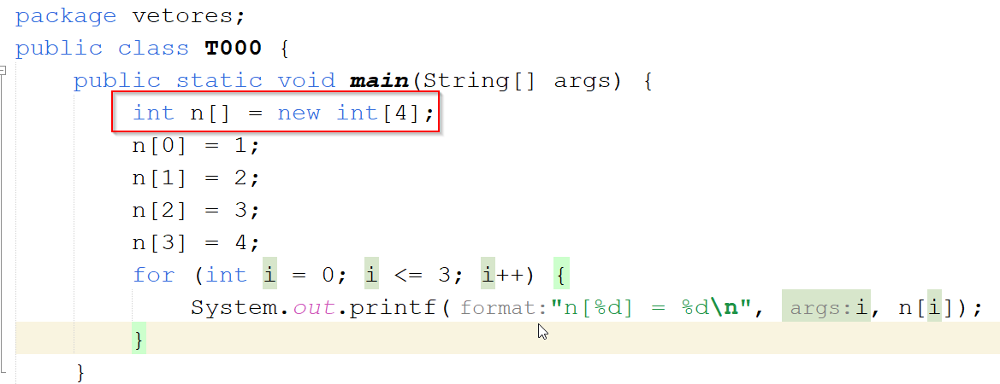 package vetores;
public class T000 {
public static void main(String[] args) {
int n[] = new int[4];
n[0] = 1;
n[1] = 2;
n[2] = 3;
n[3] = 4;
for (int i = 0; i <= 3; i++) {
System.out.printf(format:"n[%d] = %d\n", args:i, n[i]);
}
}